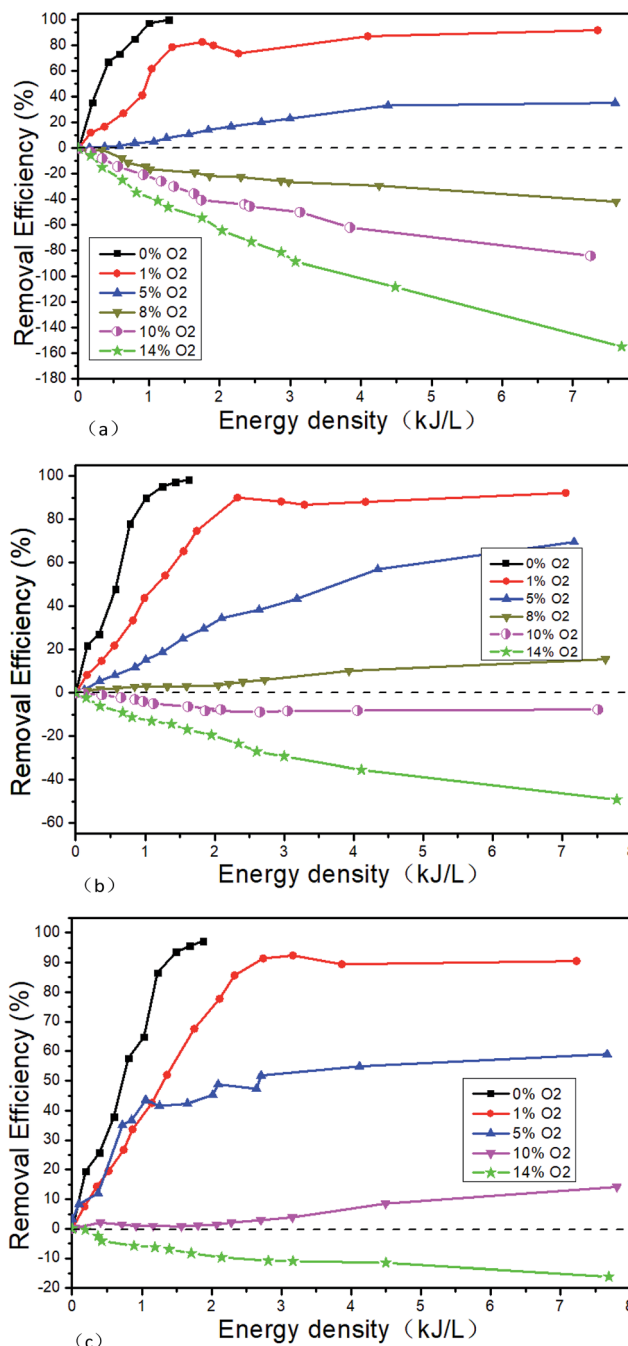 100
80
60
40
20
0
-20
-40
-60
-80
-100
-120
-140
-160
-180
Removal Efficiency (%)
0% O2
1% O2
5% O2
8% O2
10% O2
14% O2
0 1 2 3 4 5 6 7
(a) Energy density（kJ/L）
100
80
60
40
20
0
-20
-40
-60
Removal Efficiency (%)
0% O2
1% O2
5% O2
8% O2
10% O2
14% O2
0 1 2 3 4 5 6 7 8
(b) Energy density（kJ/L）
100
90
80
70
60
50
40
30
20
10
0
-10
-20
Removal Efficiency (%)
0% O2
1% O2
5% O2
10% O2
14% O2
0 1 2 3 4 5 6 7 8
(c) Energy density（kJ/L）